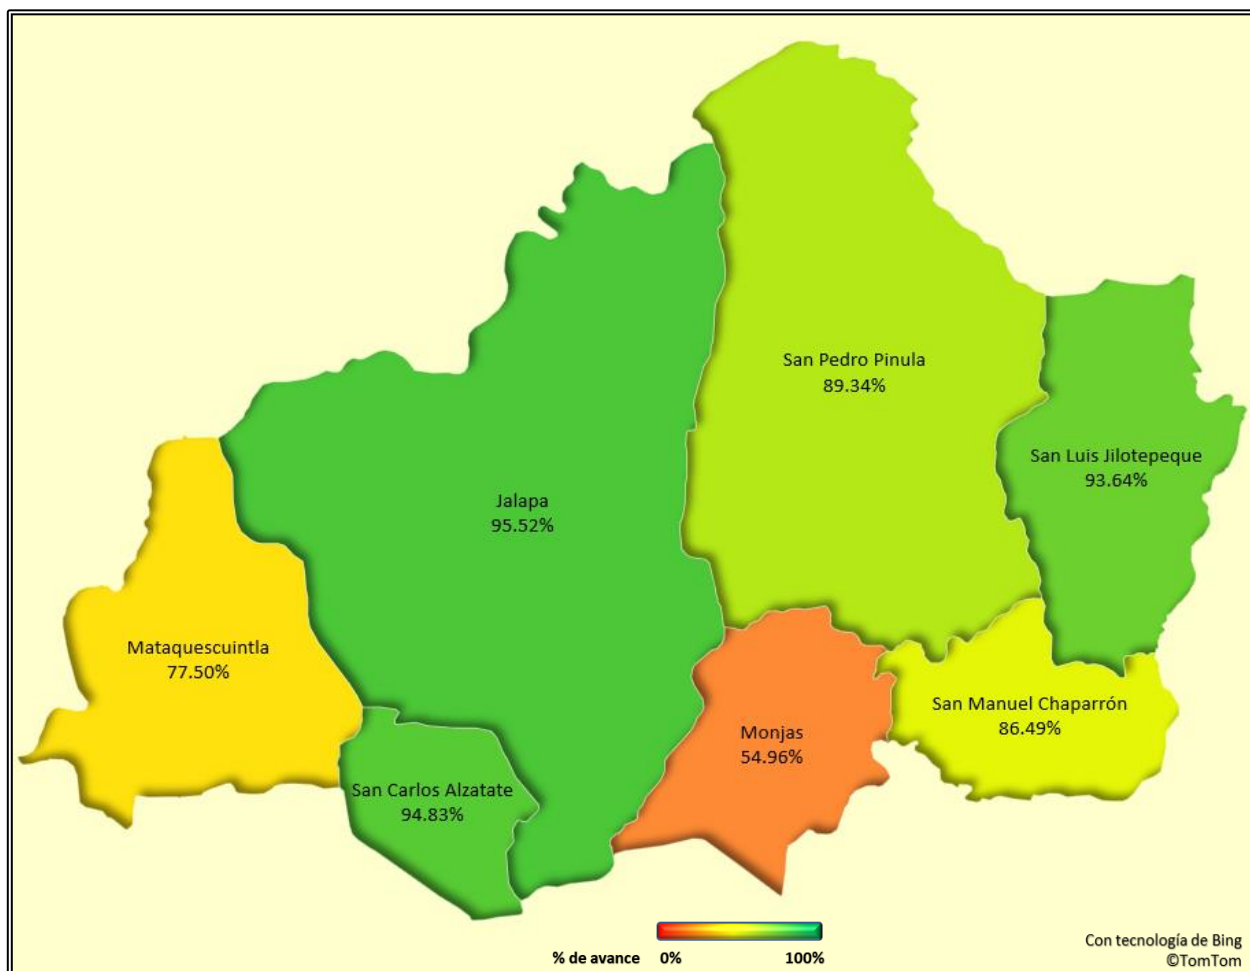 San Pedro Pinula
89.34%
San Luis Jilotepeque
93.64%
Jalapa
95.52%
Mataquescuintla
77.50%
San Manuel Chaparrón
86.49%
Monjas
54.96%
San Carlos Alzatate
94.83%
% de avance 0% 100%
Con tecnología de Bing
©TomTom